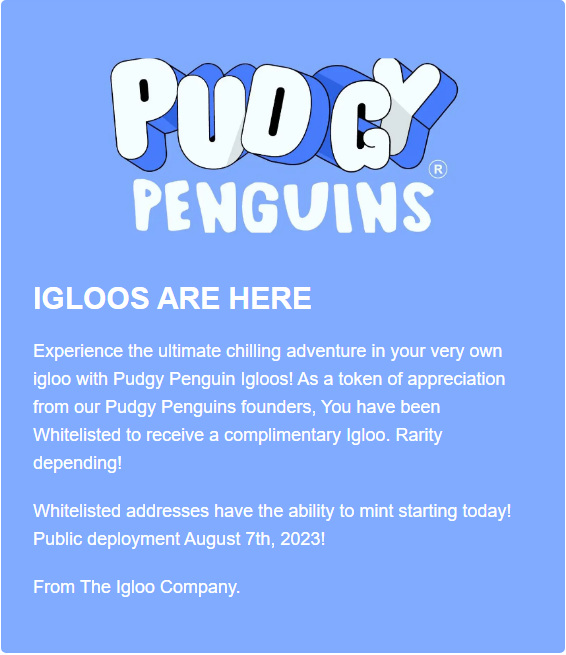 PUDGY
®
PENGUINS
IGLOOS ARE HERE
Experience the ultimate chilling adventure in your very own
igloo with Pudgy Penguin Igloos! As a token of appreciation
from our Pudgy Penguins founders, You have been
Whitelisted to receive a complimentary Igloo. Rarity
depending!
Whitelisted addresses have the ability to mint starting today!
Public deployment August 7th, 2023!
From The Igloo Company.